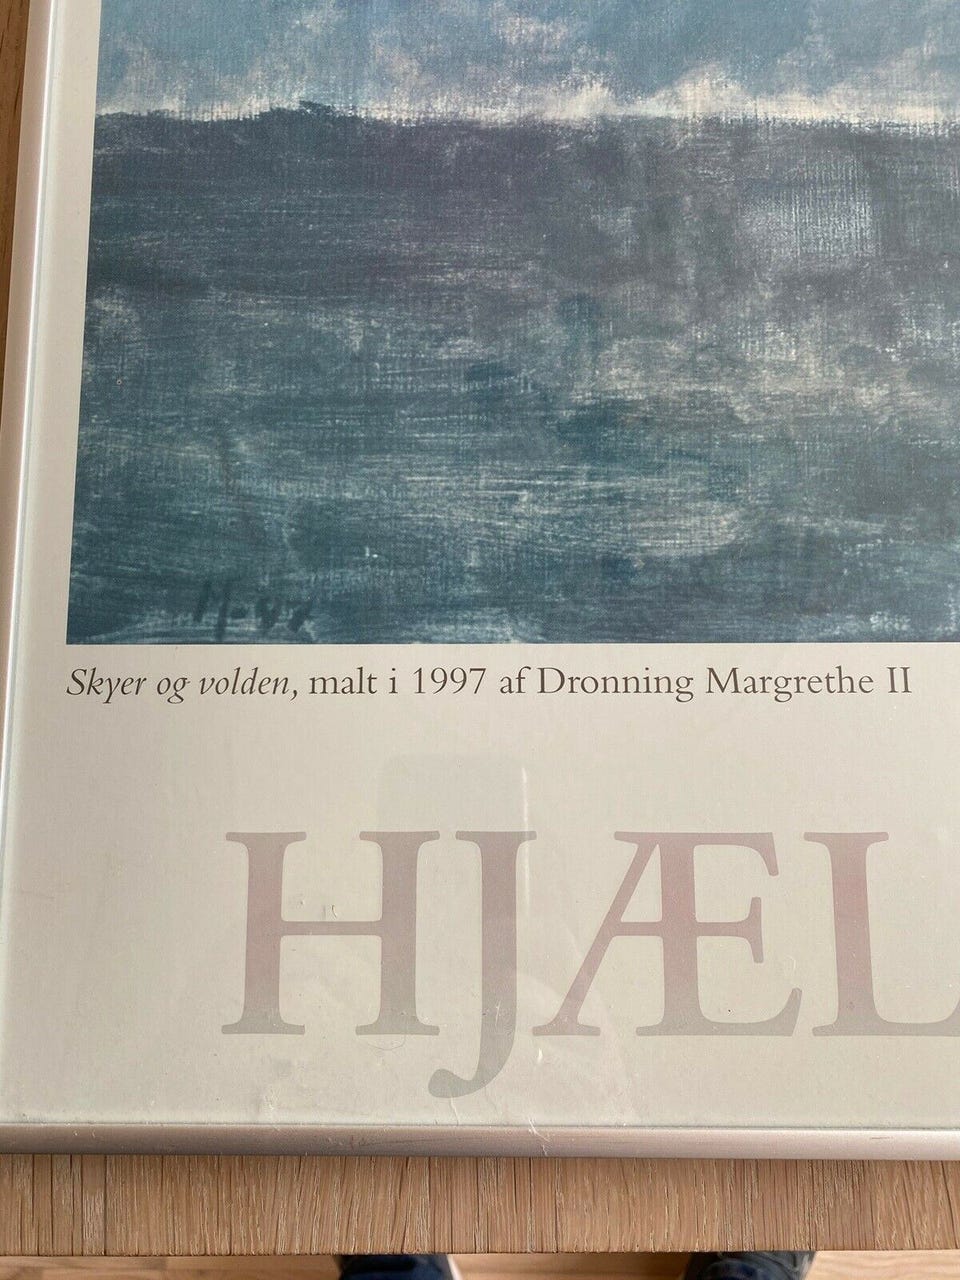 Skyer og volden, malt i 1997 af Dronning Margrethe II
HJÆL